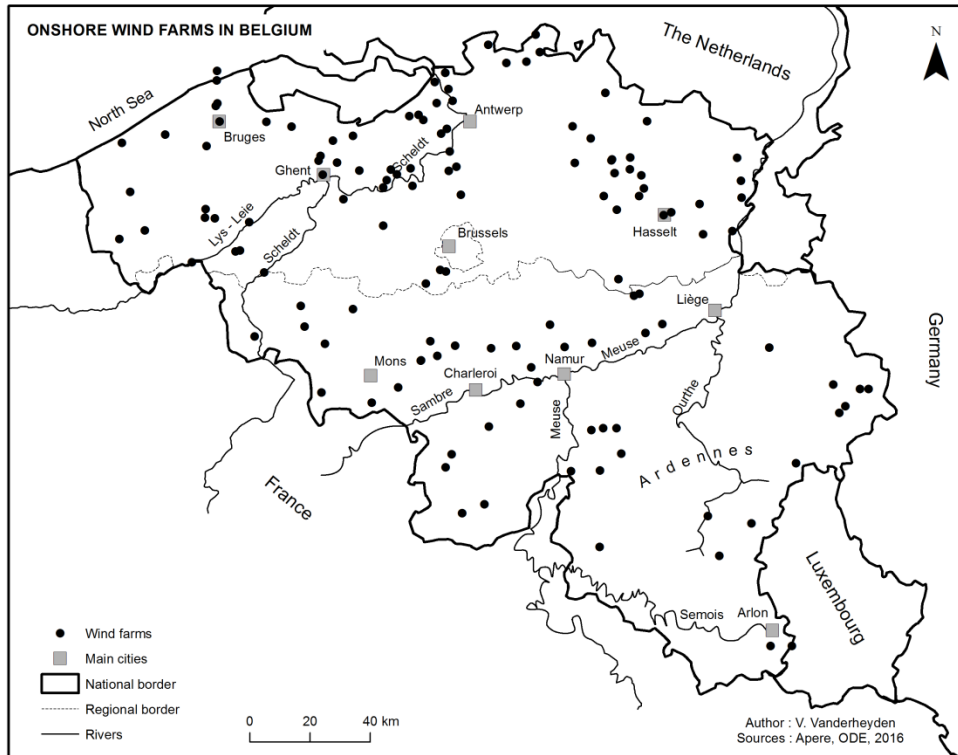 ONSHORE WIND FARMS IN BELGIUM
N
The Netherlands
North Sea
Antwerp
Bruges
Scheldt
Ghent
Lys - Leie
Scheldt
Brussels
Hasselt
Liège
Germany
Meuse
Namur
Mons
Charleroi
Sambre
Meuse
Ourthe
Ardennes
France
Luxembourg
Semois
Arlon
Wind farms
Main cities
National border
Regional border
Rivers
0 20 40 km
Author : V. Vanderheyden
Sources : Apere, ODE, 2016